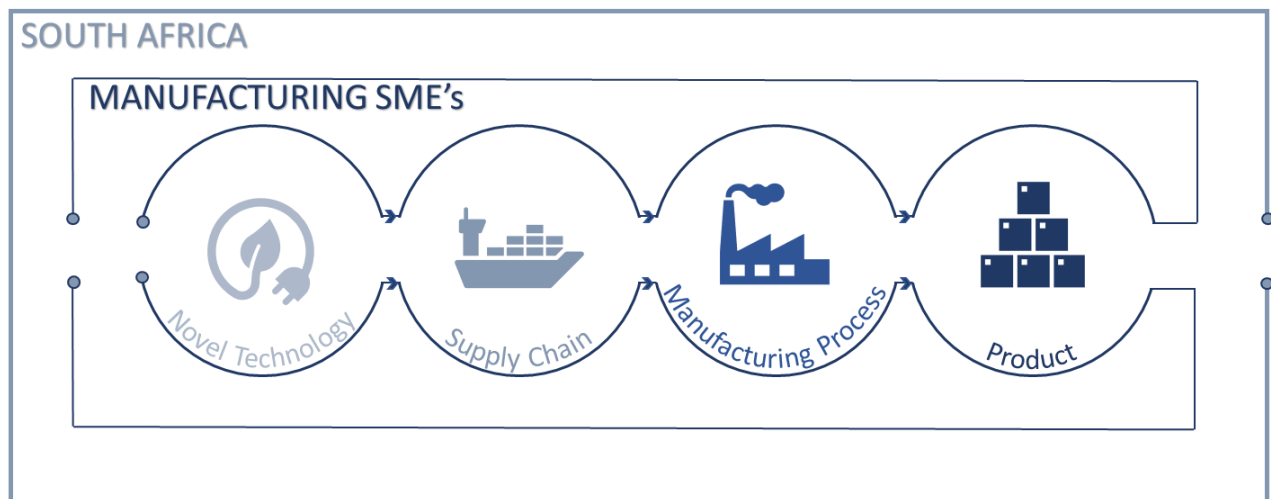 SOUTH AFRICA
MANUFACTURING SME's
Novel Technology
Supply Chain
Manufacturing Process
Product